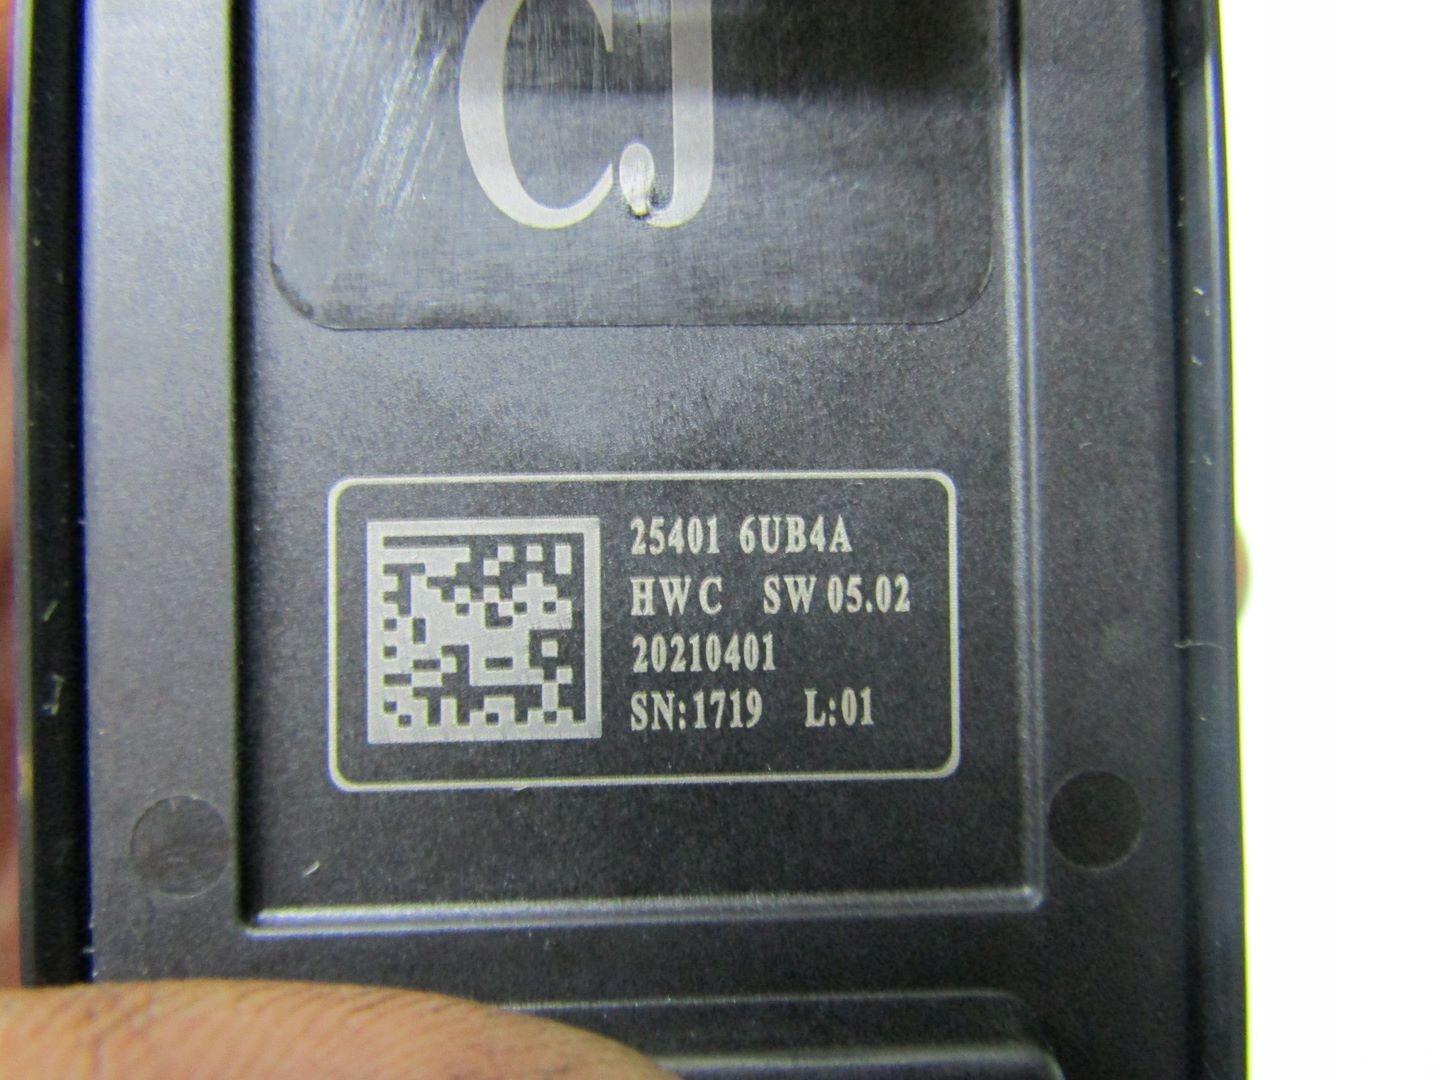 CJ
25401 6UB4A
HWC SW 05.02
20210401
SN:1719 L:01